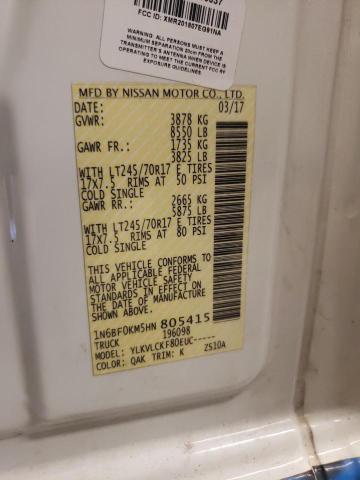 FCC ID: XMR201807EG91NA
WARNING: ALL PERSONS MUST KEEP A
MINIMUM SEPARATION 20cm FROM THE
TRANSMITTER'S ANTENNA WHEN DEVICE IS
OPERATING TO MEET THE CURRENT FCC RF
EXPOSURE GUIDELINES.
MFD BY NISSAN MOTOR CO., LTD.
DATE: 03/17
GVWR: 3878 KG
8550 LB
GAWR FR.: 1735 KG
3825 LB
WITH LT245/70R17 E TIRES
17X7.5 RIMS AT 50 PSI
COLD SINGLE
GAWR RR.: 2665 KG
5875 LB
WITH LT245/70R17 E TIRES
17X7.5 RIMS AT 80 PSI
COLD SINGLE
THIS VEHICLE CONFORMS TO
ALL APPLICABLE FEDERAL
MOTOR VEHICLE SAFETY
STANDARDS IN EFFECT ON
THE DATE OF MANUFACTURE
SHOWN ABOVE.
1N6BF0KM5HN 805415
TRUCK 196098
MODEL: YLKVLCKF80EUC-----
COLOR: QAK TRIM: K ZS10A